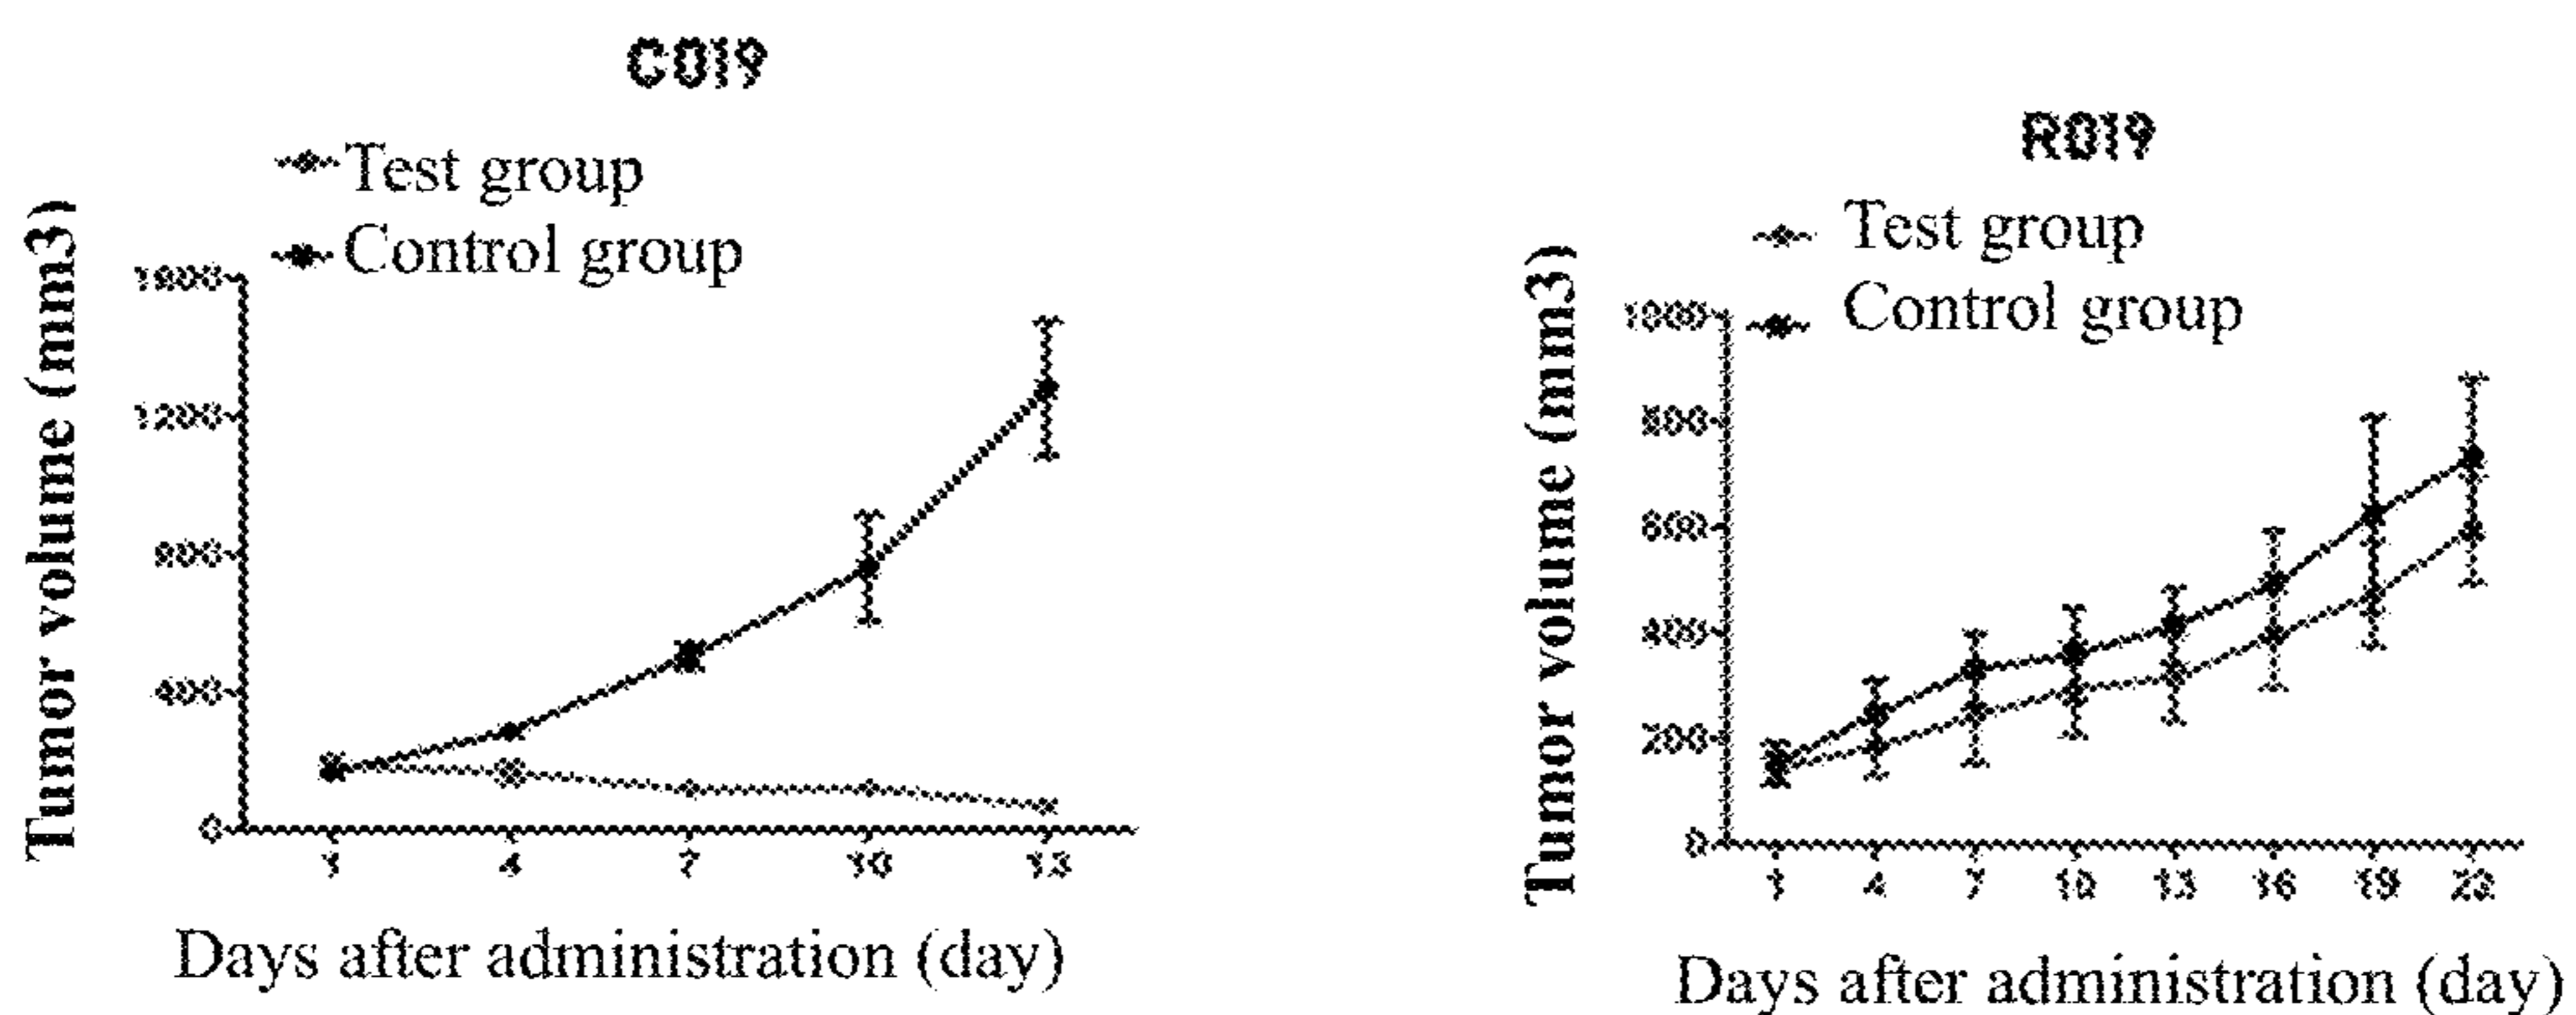 C019
Test group
Control group
Tumor volume (mm3)
1600
1200
800
400
0
1 4 7 10 13
Days after administration (day)
R019
Test group
Control group
Tumor volume (mm3)
1000
800
600
400
200
0
1 4 7 10 13 16 19 22
Days after administration (day)